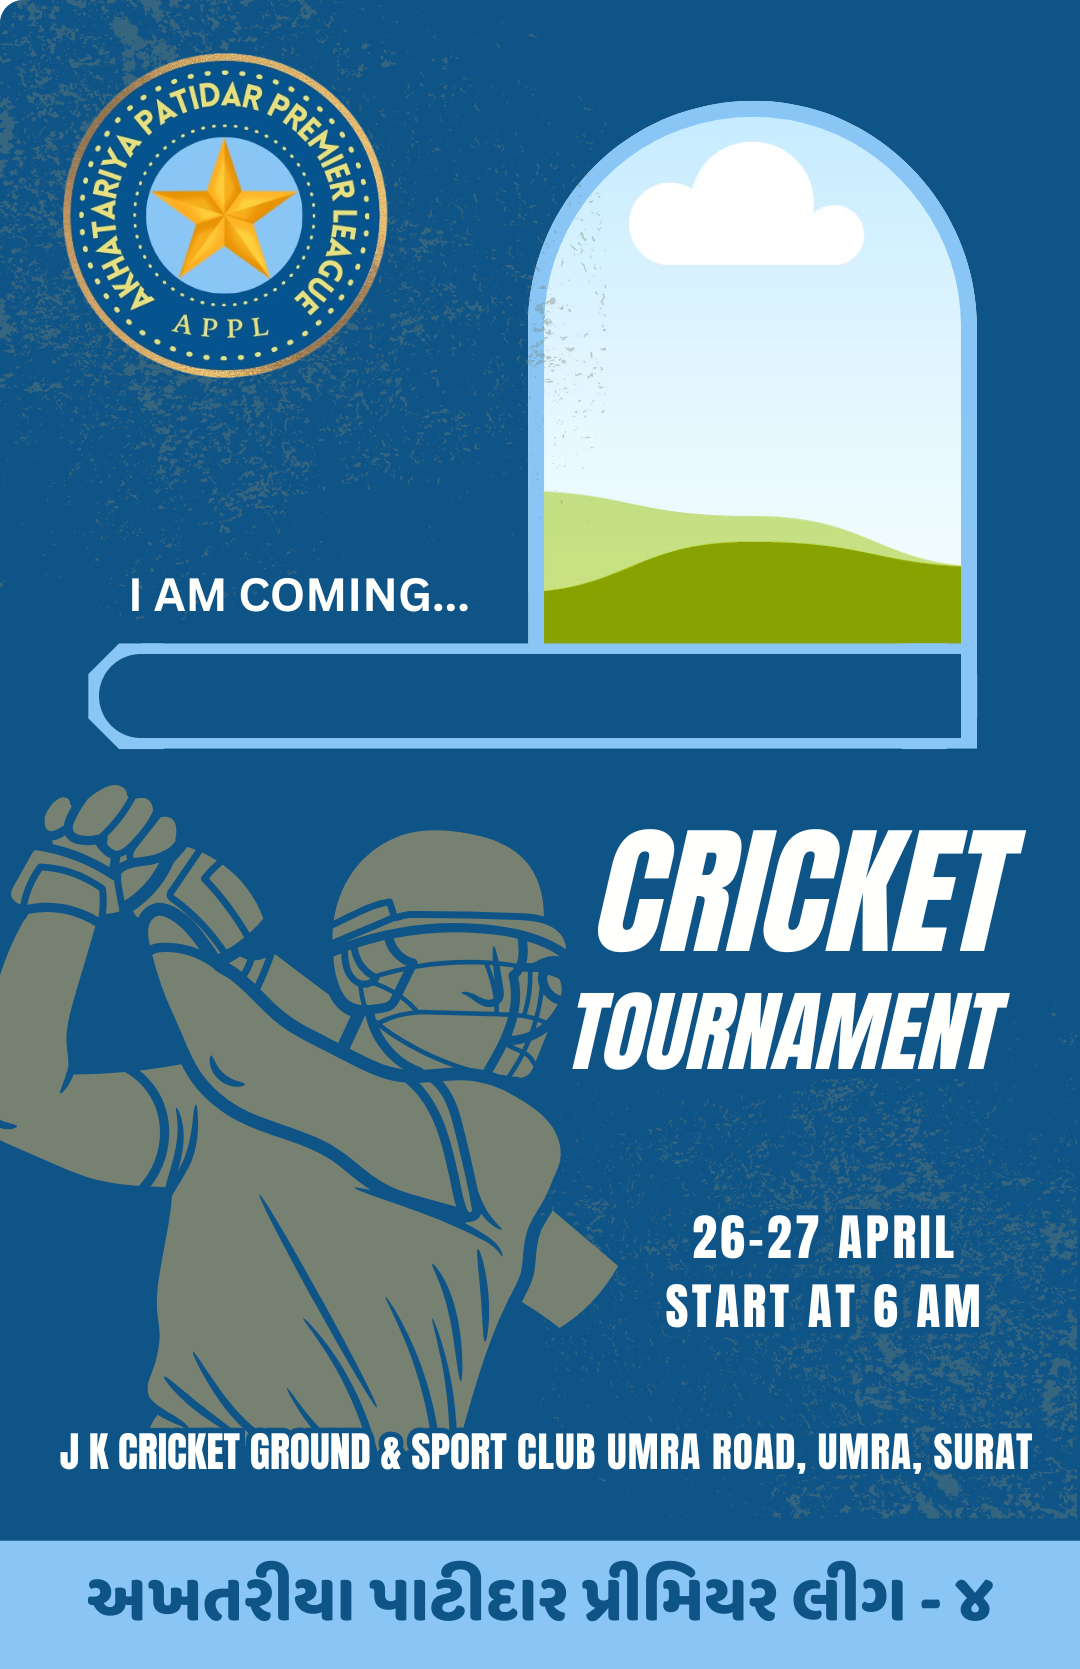 AKHATARIYA PATIDAR PREMIER LEAGUE
APPL
I AM COMING...
CRICKET
TOURNAMENT
26-27 APRIL
START AT 6 AM
J K CRICKET GROUND & SPORT CLUB UMRA ROAD, UMRA, SURAT
અખતરીયા પાટીદાર પ્રીમિયર લીગ - ૪